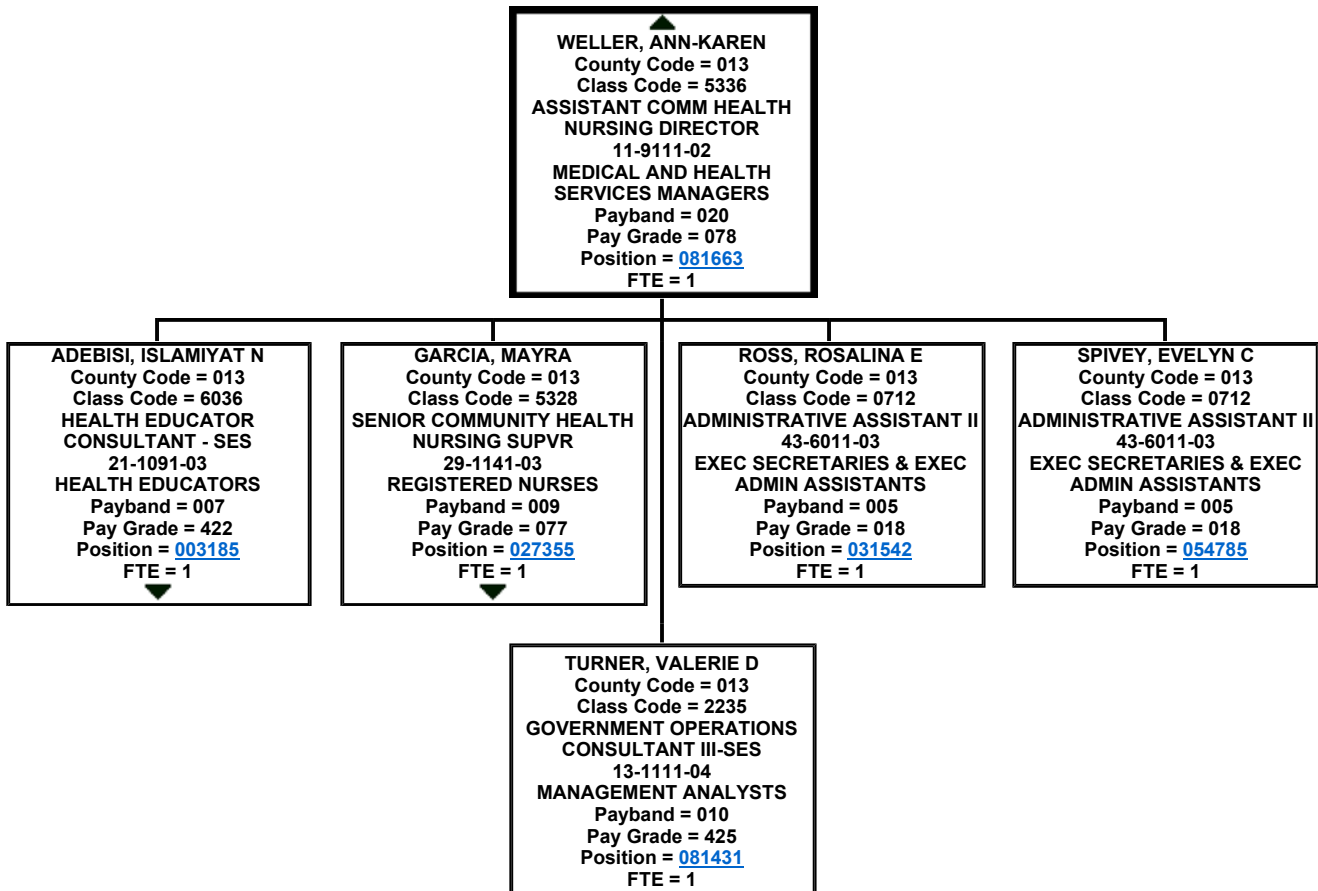 WELLER, ANN-KAREN
County Code = 013
Class Code = 5336
ASSISTANT COMM HEALTH
NURSING DIRECTOR
11-9111-02
MEDICAL AND HEALTH
SERVICES MANAGERS
Payband = 020
Pay Grade = 078
Position = 081663
FTE = 1
ADEBISI, ISLAMIYAT N
County Code = 013
Class Code = 6036
HEALTH EDUCATOR
CONSULTANT - SES
21-1091-03
HEALTH EDUCATORS
Payband = 007
Pay Grade = 422
Position = 003185
FTE = 1
GARCIA, MAYRA
County Code = 013
Class Code = 5328
SENIOR COMMUNITY HEALTH
NURSING SUPVR
29-1141-03
REGISTERED NURSES
Payband = 009
Pay Grade = 077
Position = 027355
FTE = 1
ROSS, ROSALINA E
County Code = 013
Class Code = 0712
ADMINISTRATIVE ASSISTANT II
43-6011-03
EXEC SECRETARIES & EXEC
ADMIN ASSISTANTS
Payband = 005
Pay Grade = 018
Position = 031542
FTE = 1
SPIVEY, EVELYN C
County Code = 013
Class Code = 0712
ADMINISTRATIVE ASSISTANT II
43-6011-03
EXEC SECRETARIES & EXEC
ADMIN ASSISTANTS
Payband = 005
Pay Grade = 018
Position = 054785
FTE = 1
TURNER, VALERIE D
County Code = 013
Class Code = 2235
GOVERNMENT OPERATIONS
CONSULTANT III-SES
13-1111-04
MANAGEMENT ANALYSTS
Payband = 010
Pay Grade = 425
Position = 081431
FTE = 1